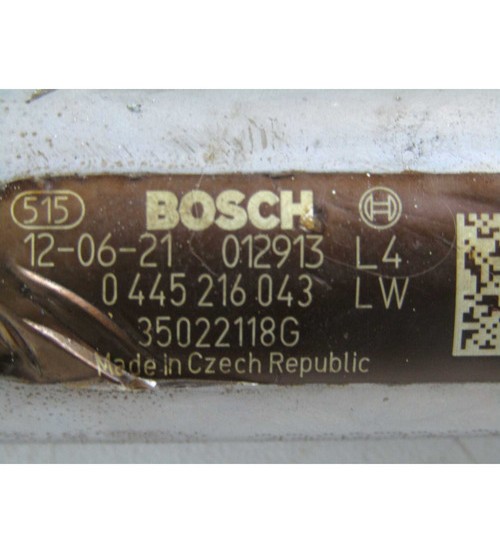 515 BOSCH
12-06-21 012913 L4
0 445 216 043 LW
35022118G
Made in Czech Republic